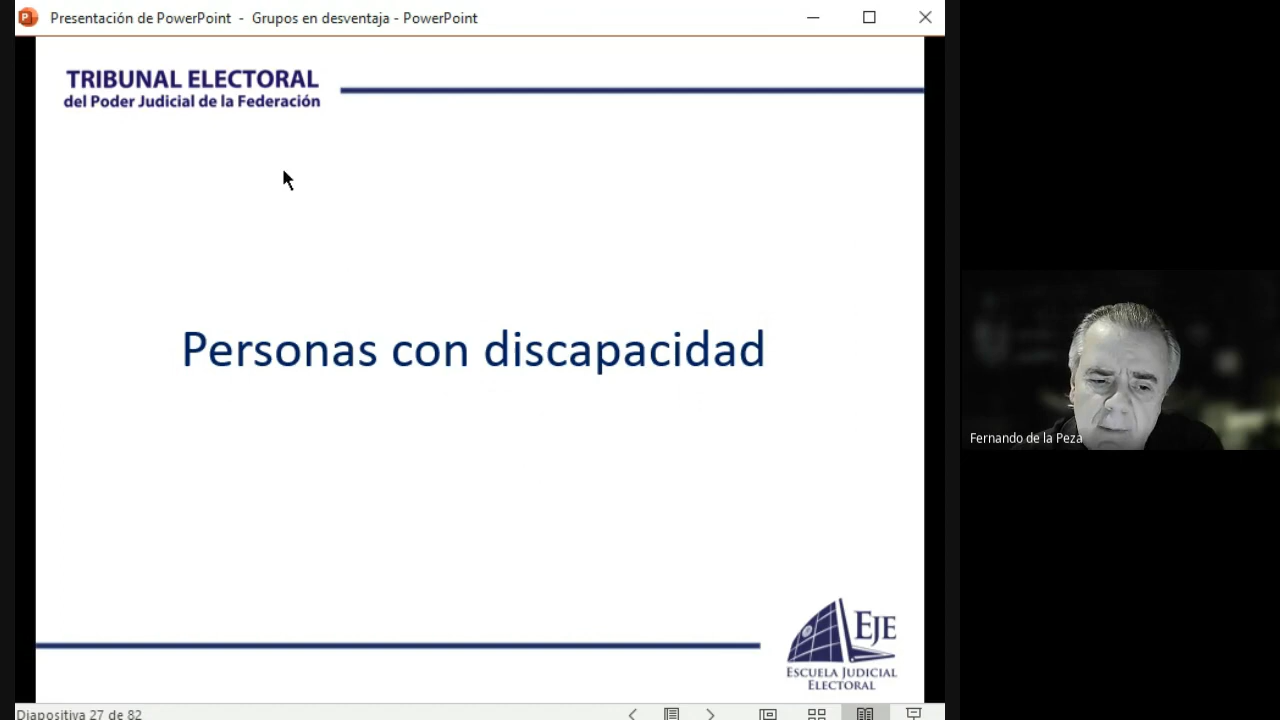 Presentación de PowerPoint - Grupos en desventaja - PowerPoint
TRIBUNAL ELECTORAL
del Poder Judicial de la Federación
Personas con discapacidad
Fernando de la Peza
EJE
ESCUELA JUDICIAL
ELECTORAL
Diapositiva 27 de 82